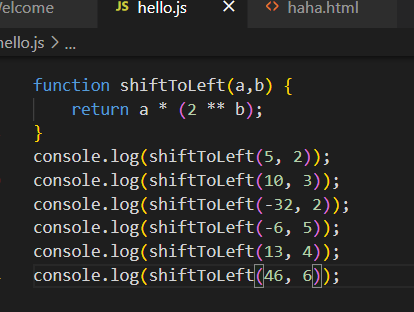 elcome JS hello.js × <> haha.html
hello.js > ...
function shiftToLeft(a,b) {
    return a * (2 ** b);
}
console.log(shiftToLeft(5, 2));
console.log(shiftToLeft(10, 3));
console.log(shiftToLeft(-32, 2));
console.log(shiftToLeft(-6, 5));
console.log(shiftToLeft(13, 4));
console.log(shiftToLeft(46, 6));